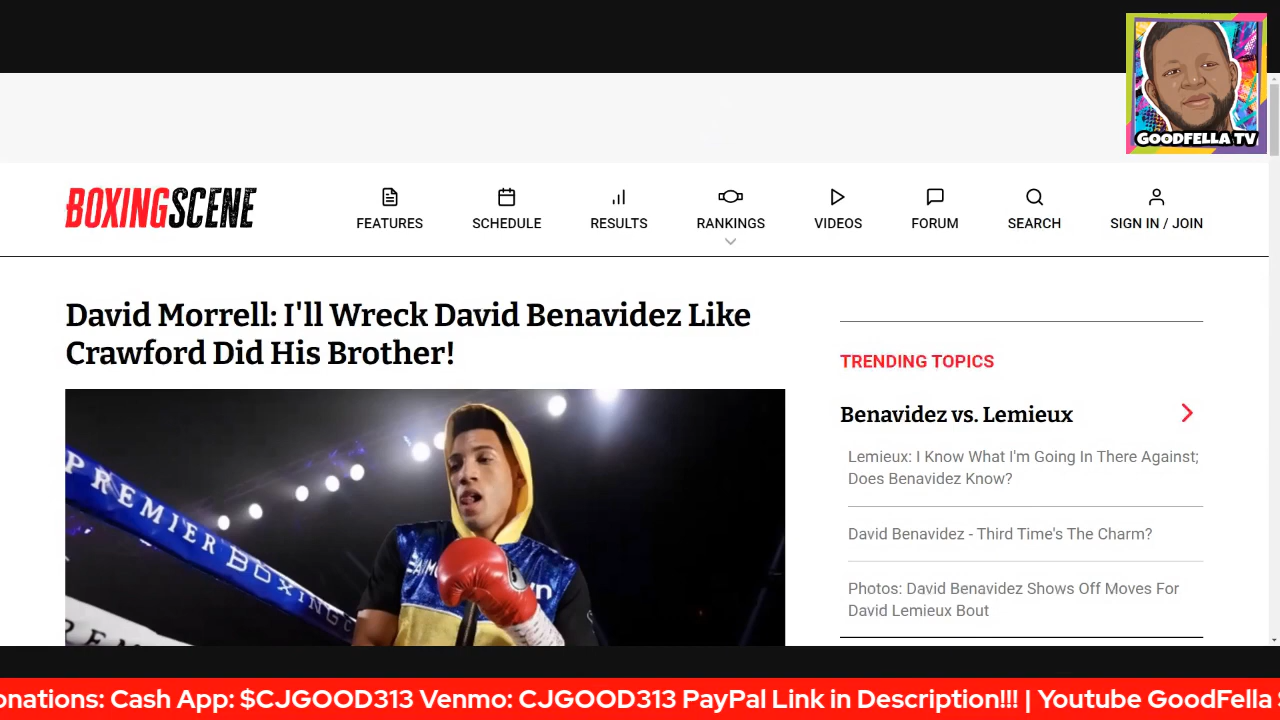 GOODFELLA TV
BOXINGSCENE
FEATURES
SCHEDULE
RESULTS
RANKINGS
VIDEOS
FORUM
SEARCH
SIGN IN / JOIN
David Morrell: I'll Wreck David Benavidez Like
Crawford Did His Brother!
PREMIER BOXING
PREM
TRENDING TOPICS
Benavidez vs. Lemieux
Lemieux: I Know What I'm Going In There Against;
Does Benavidez Know?
David Benavidez - Third Time's The Charm?
Photos: David Benavidez Shows Off Moves For
David Lemieux Bout
onations: Cash App: $CJGOOD313 Venmo: CJGOOD313 PayPal Link in Description!!! | Youtube GoodFella